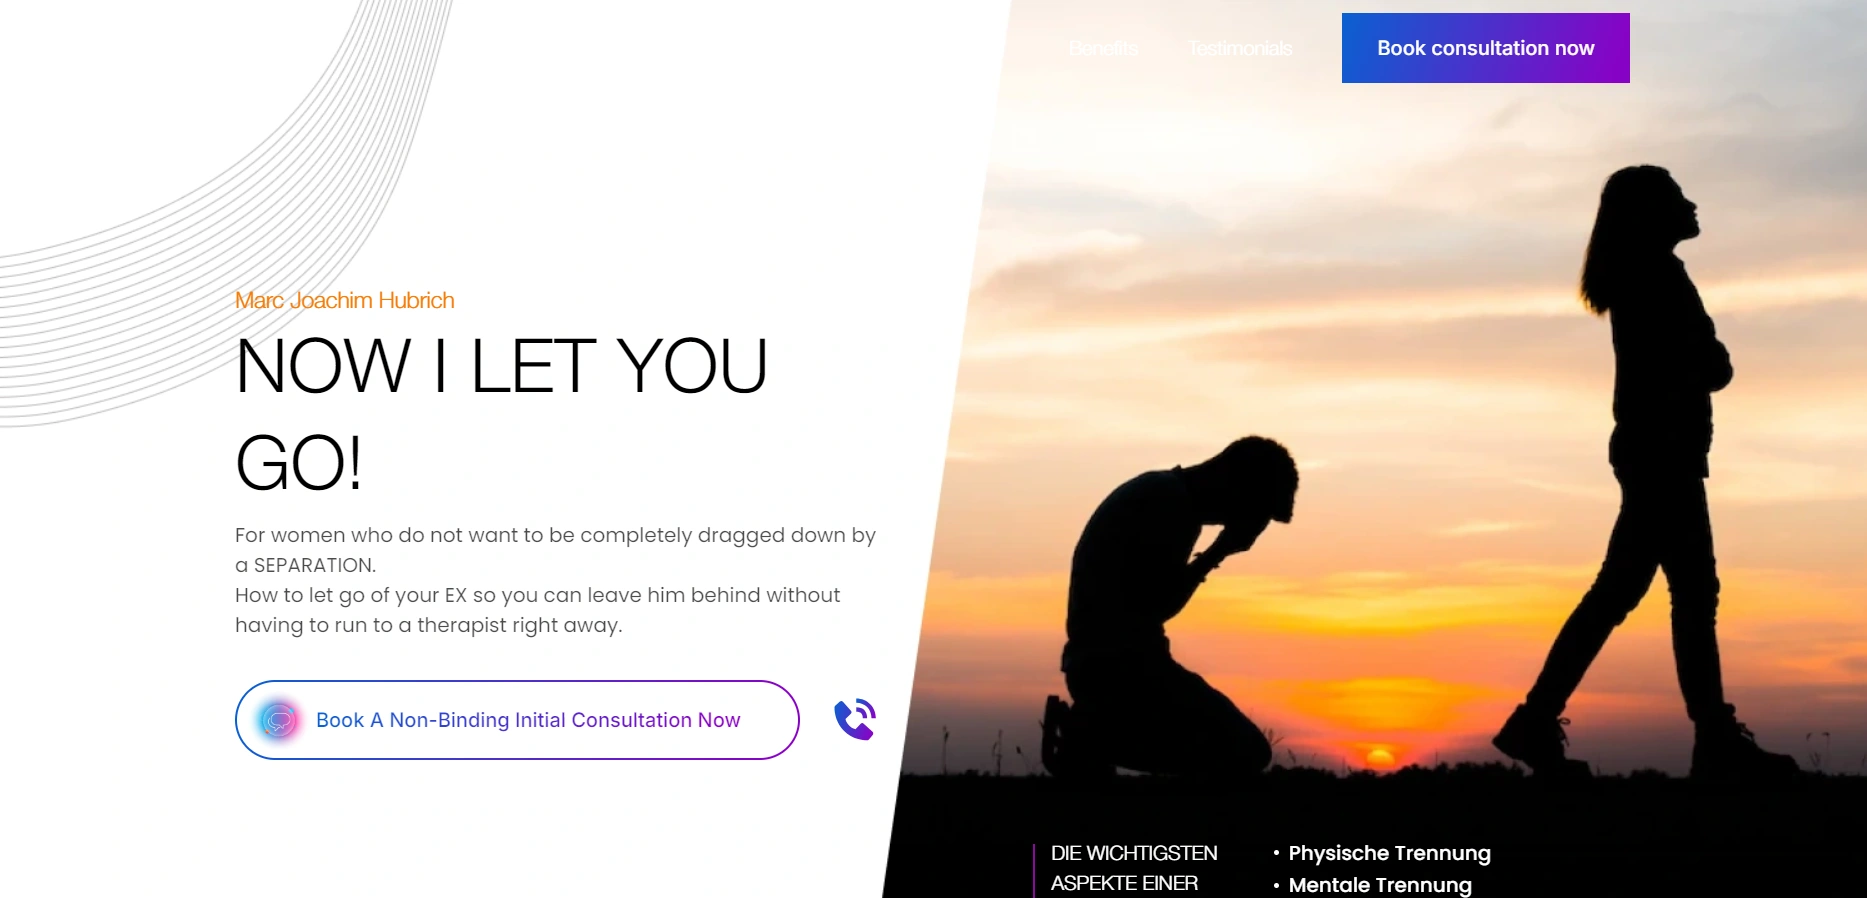 Benefits
Testimonials
Book consultation now
Marc Joachim Hubrich
NOW I LET YOU
GO!
For women who do not want to be completely dragged down by
a SEPARATION.
How to let go of your EX so you can leave him behind without
having to run to a therapist right away.
Book A Non-Binding Initial Consultation Now
DIE WICHTIGSTEN
ASPEKTE EINER
• Physische Trennung
• Mentale Trennung